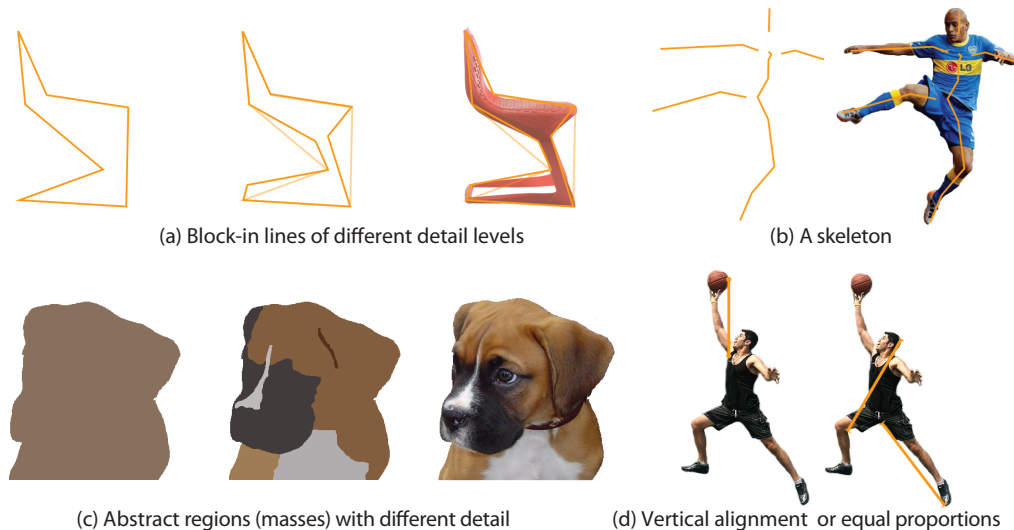 LG
(a) Block-in lines of different detail levels
(b) A skeleton
(c) Abstract regions (masses) with different detail
(d) Vertical alignment or equal proportions